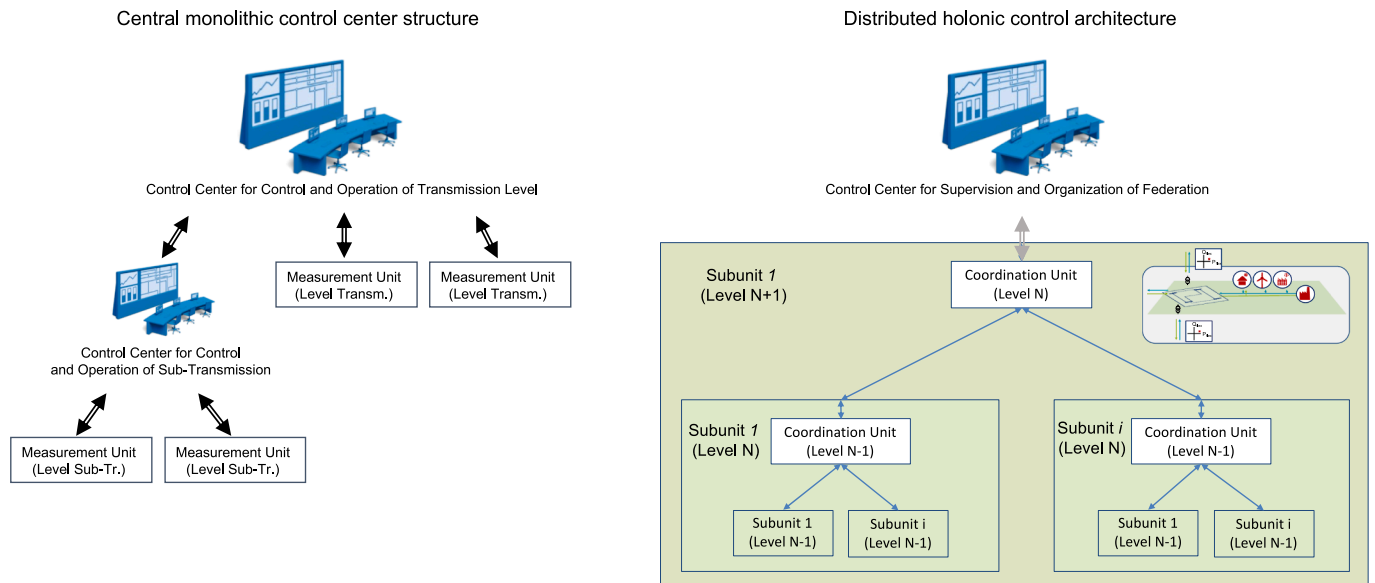 Central monolithic control center structure
Control Center for Control and Operation of Transmission Level
Measurement Unit
(Level Transm.)
Measurement Unit
(Level Transm.)
Control Center for Control
and Operation of Sub-Transmission
Measurement Unit
(Level Sub-Tr.)
Measurement Unit
(Level Sub-Tr.)
Distributed holonic control architecture
Control Center for Supervision and Organization of Federation
Subunit 1
(Level N+1)
Coordination Unit
(Level N)
Subunit 1
(Level N)
Coordination Unit
(Level N-1)
Subunit 1
(Level N-1)
Subunit i
(Level N-1)
Subunit i
(Level N)
Coordination Unit
(Level N-1)
Subunit 1
(Level N-1)
Subunit i
(Level N-1)